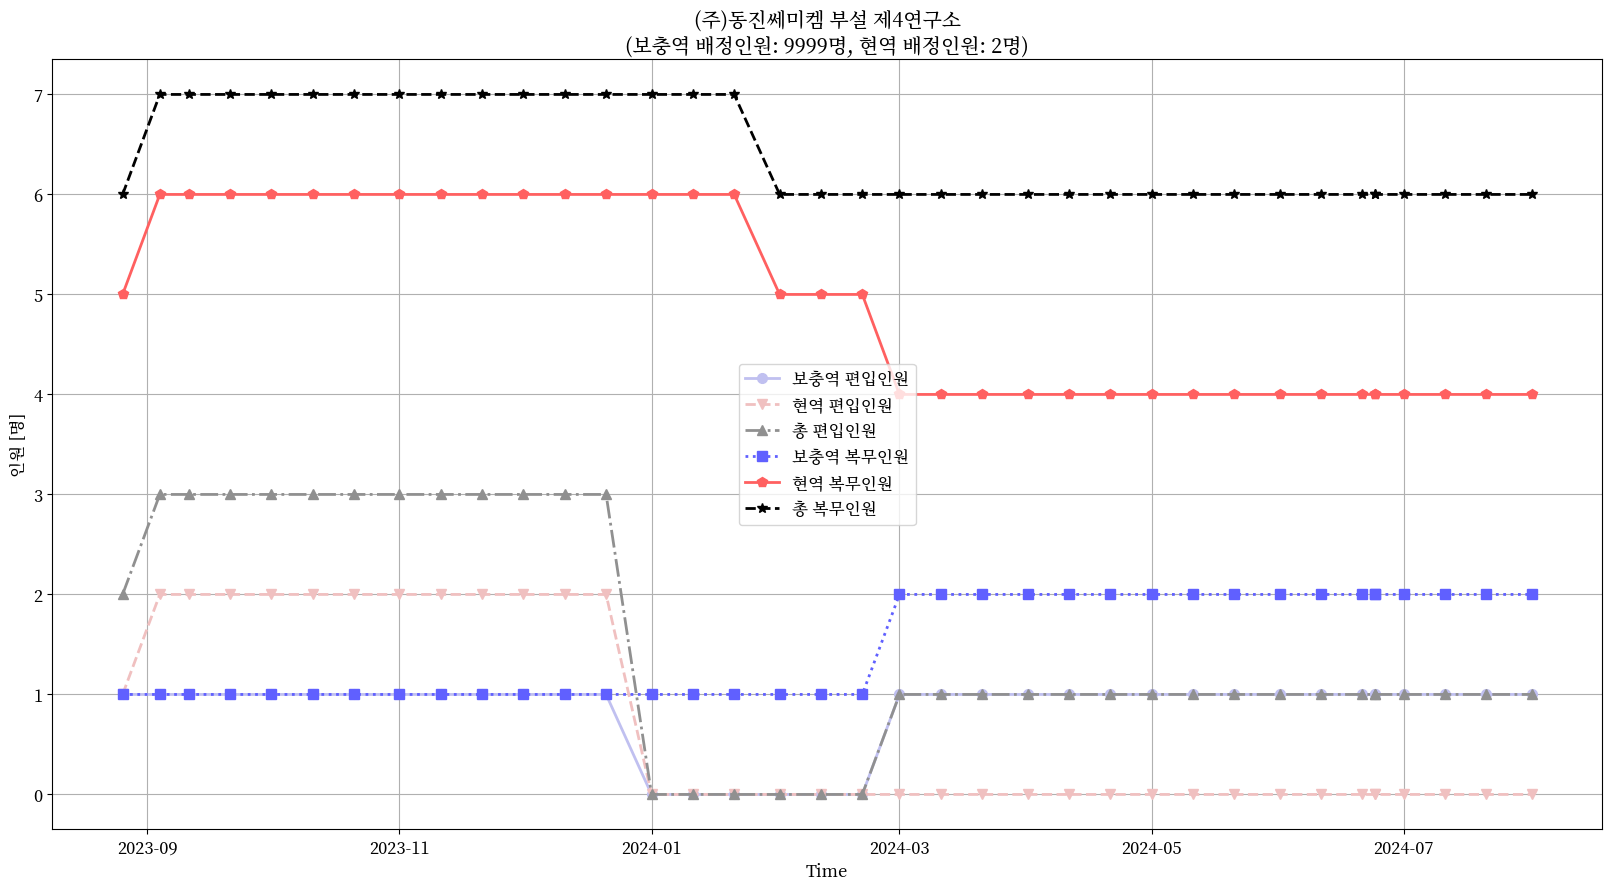 (주)동진쎄미켐 부설 제4연구소
(보충역 배정인원: 9999명, 현역 배정인원: 2명)
인원 [명]
7
6
5
4
3
2
1
0
보충역 편입인원
현역 편입인원
총 편입인원
보충역 복무인원
현역 복무인원
총 복무인원
2023-09
2023-11
2024-01
2024-03
2024-05
2024-07
Time